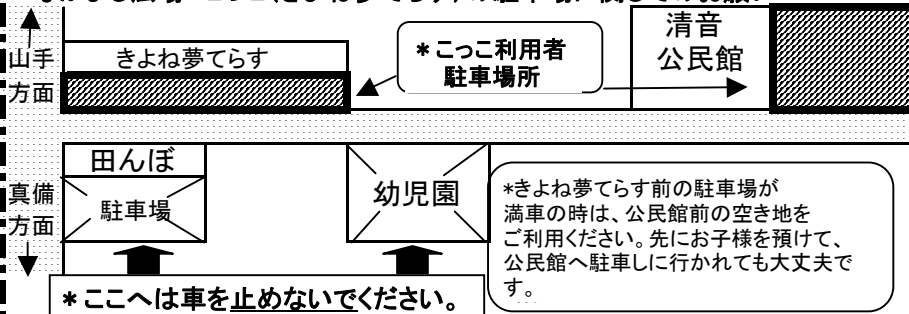 山手
方面
きよね夢てらす
*こっこ利用者
駐車場所
清音
公民館
真備
方面
田んぼ
駐車場
幼児園
*きよね夢てらす前の駐車場が
満車の時は、公民館前の空き地を
ご利用ください。先にお子様を預けて、
公民館へ駐車しに行かれても大丈夫で
す。
*ここへは車を止めないでください。